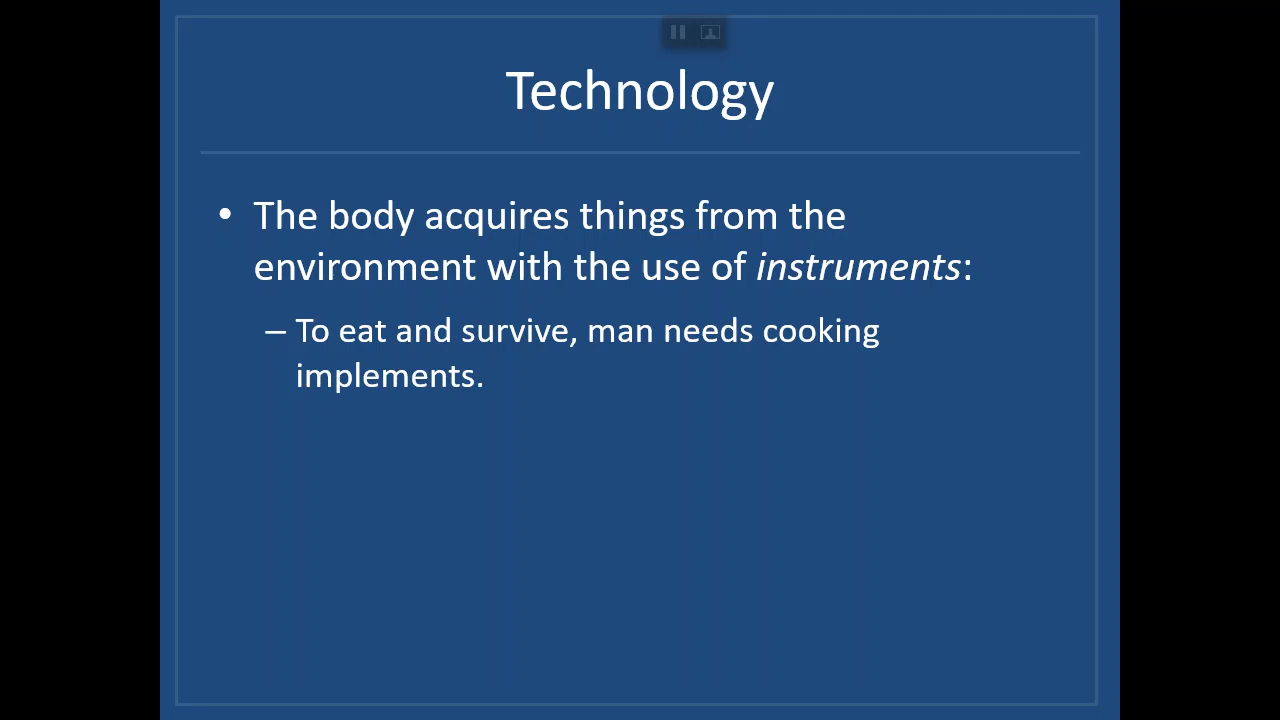 Technology
• The body acquires things from the
environment with the use of instruments:
– To eat and survive, man needs cooking
implements.